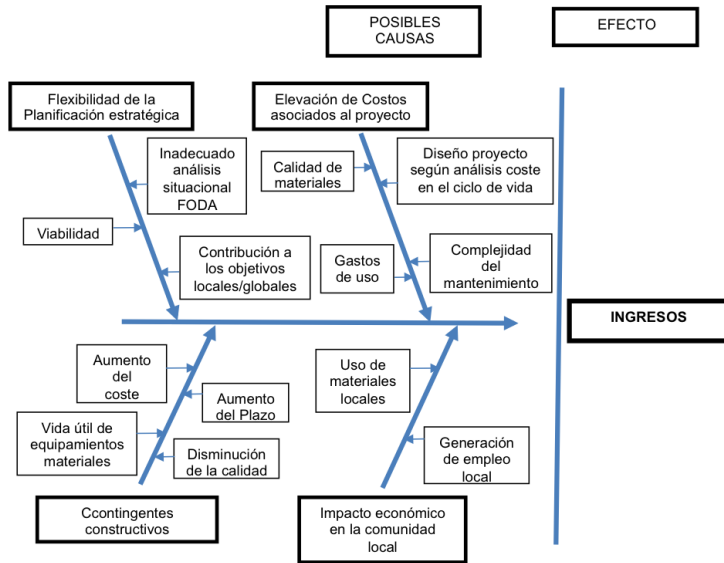 POSIBLES
CAUSAS
EFECTO
Flexibilidad de la
Planificación estratégica
Elevación de Costos
asociados al proyecto
Inadecuado
análisis
situacional
FODA
Viabilidad
Contribución a
los objetivos
locales/globales
Calidad de
materiales
Diseño proyecto
según análisis coste
en el ciclo de vida
Gastos
de uso
Complejidad
del
mantenimiento
INGRESOS
Aumento
del
coste
Aumento
del Plazo
Vida útil de
equipamientos
materiales
Disminución
de la calidad
Uso de
materiales
locales
Generación
de empleo
local
Ccontingentes
constructivos
Impacto económico
en la comunidad
local